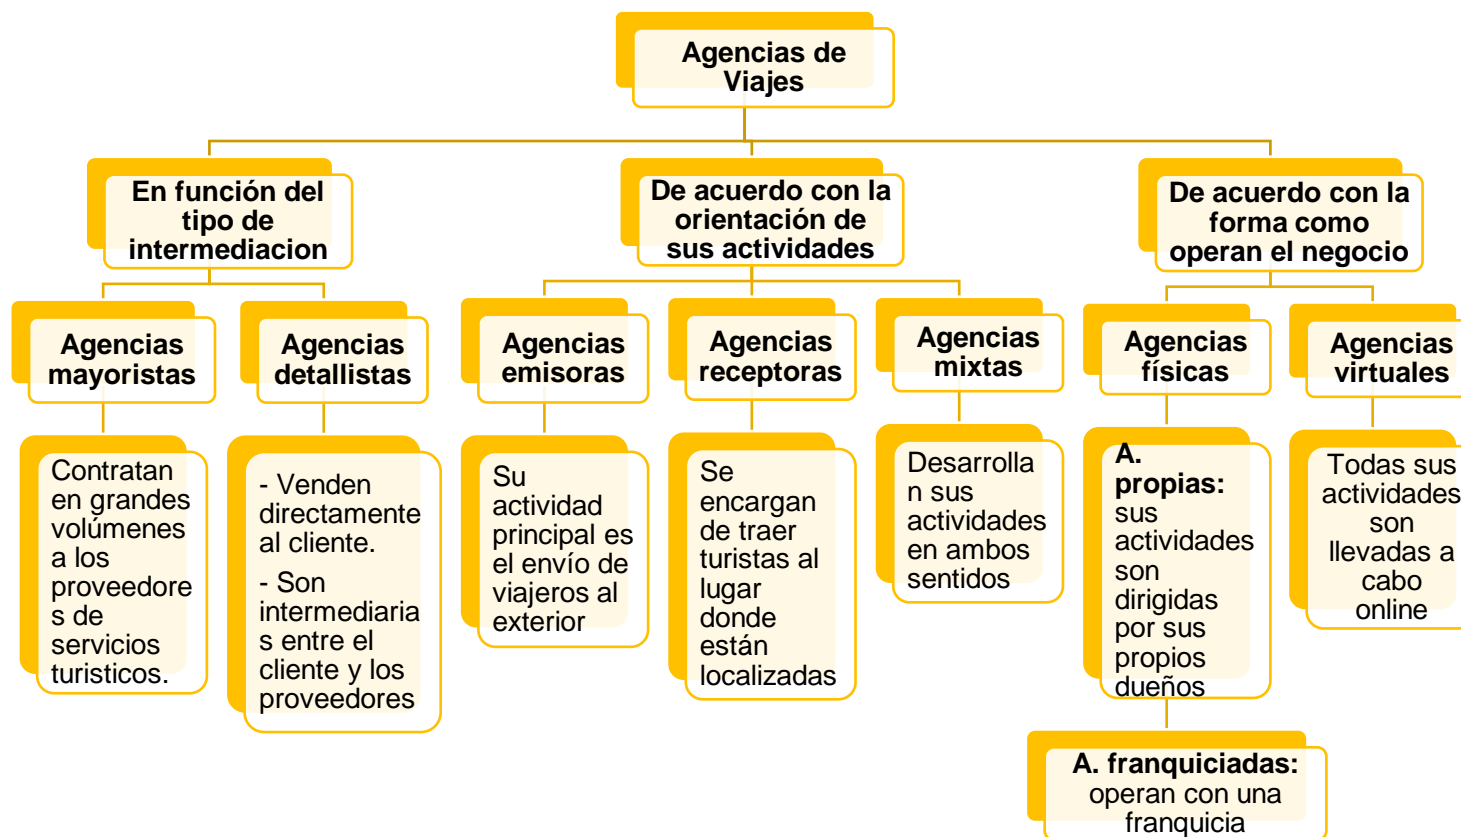 Agencias de
Viajes
En función del
tipo de
intermediacion
De acuerdo con la
orientación de
sus actividades
De acuerdo con la
forma como
operan el negocio
Agencias
mayoristas
Agencias
detallistas
Agencias
emisoras
Agencias
receptoras
Agencias
mixtas
Agencias
físicas
Agencias
virtuales
Contratan
en grandes
volúmenes
a los
proveedore
s de
servicios
turisticos.
- Venden
directamente
al cliente.
- Son
intermediaria
s entre el
cliente y los
proveedores
Su
actividad
principal es
el envío de
viajeros al
exterior
Se
encargan
de traer
turistas al
lugar
donde
están
localizadas
Desarrolla
n sus
actividades
en ambos
sentidos
A.
propias:
sus
actividades
son
dirigidas
por sus
propios
dueños
Todas sus
actividades
son
llevadas a
cabo
online
A. franquiciadas:
operan con una
franquicia